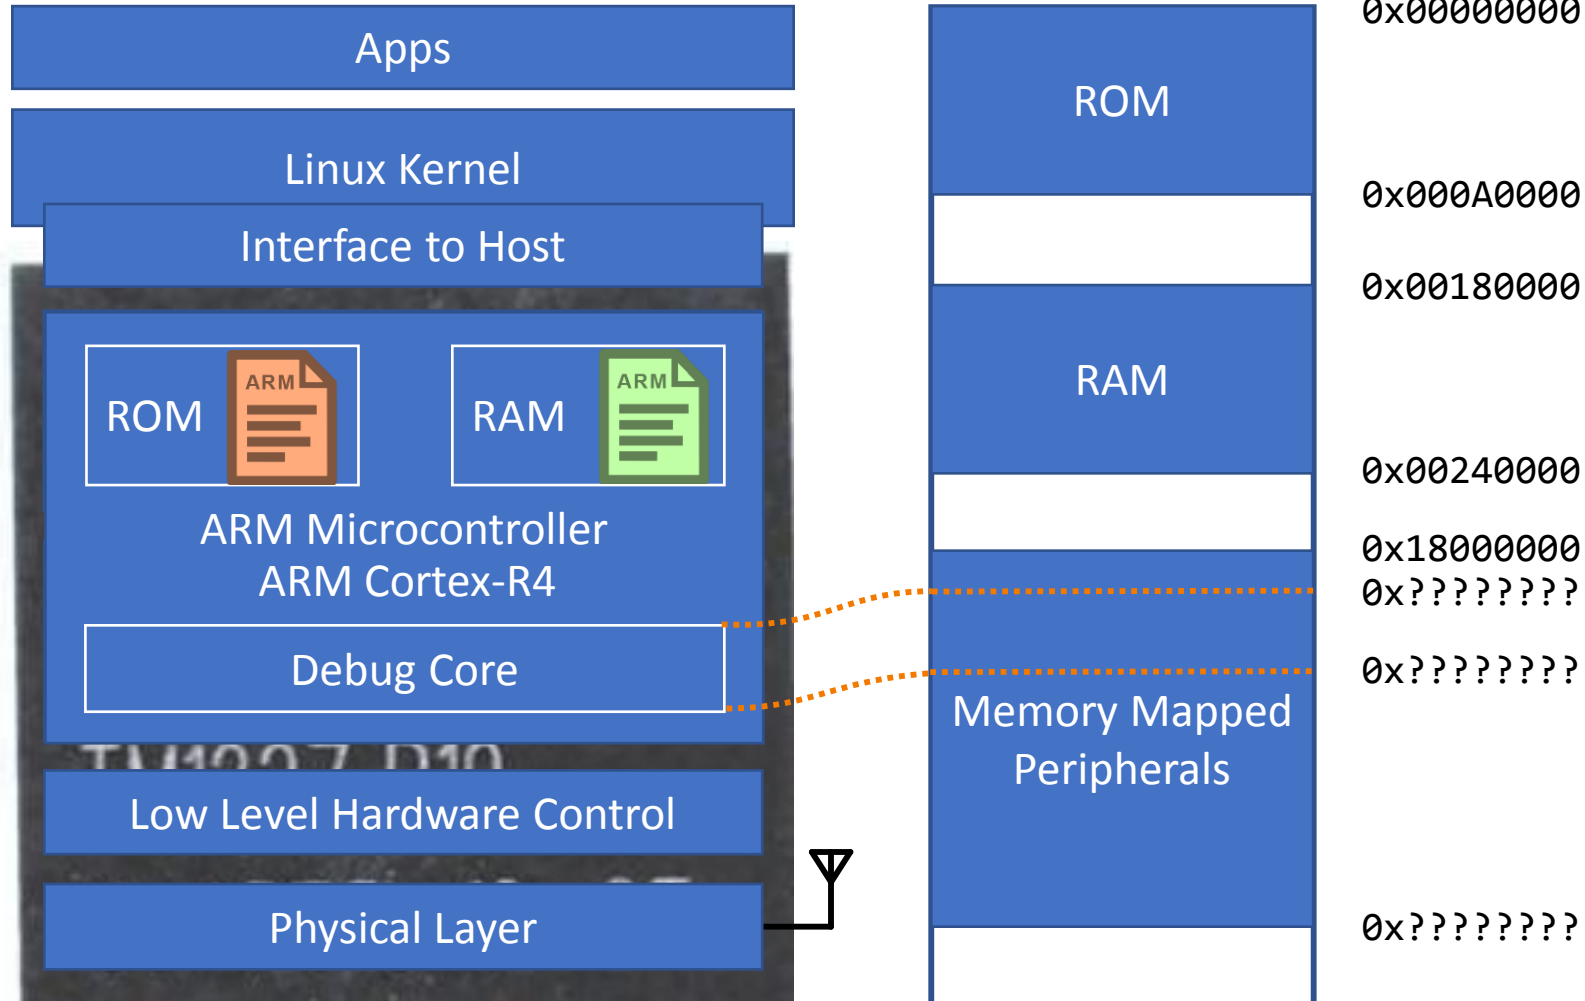 Apps
Linux Kernel
Interface to Host
ROM
ARM
RAM
ARM
ARM Microcontroller
ARM Cortex-R4
Debug Core
Low Level Hardware Control
Physical Layer
ROM
RAM
Memory Mapped
Peripherals
0x00000000
0x000A0000
0x00180000
0x00240000
0x18000000
0x????????
0x????????
0x????????